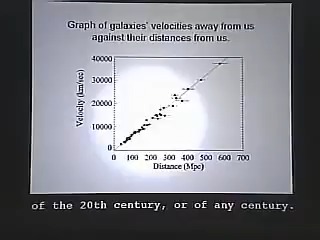 Graph of galaxies' velocities away from us
against their distances from us.
40000
30000
20000
10000
0
Velocity (km/sec)
0 100 200 300 400 500 600 700
Distance (Mpc)
of the 20th century, or of any century.